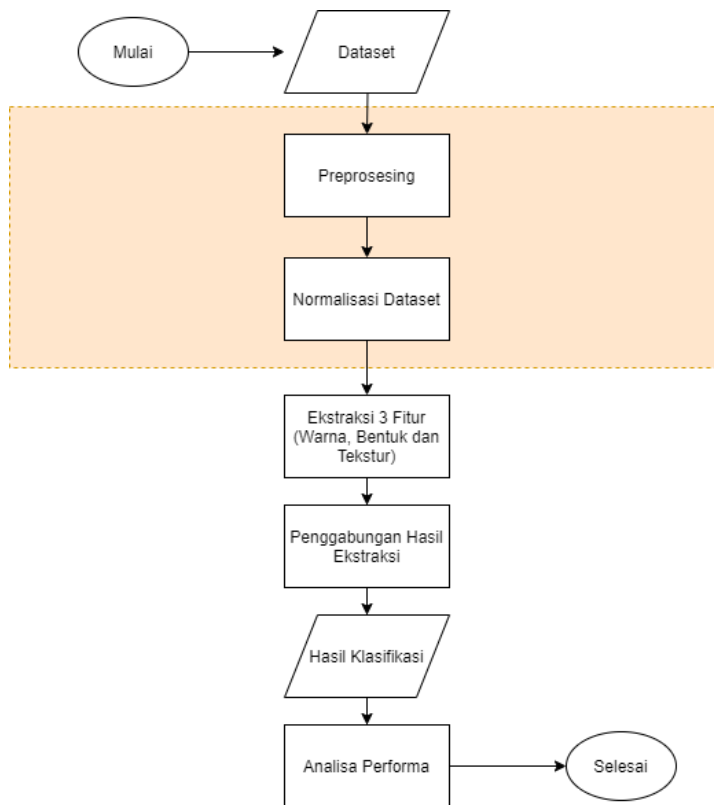 Mulai
Dataset
Preprosesing
Normalisasi Dataset
Ekstraksi 3 Fitur
(Warna, Bentuk dan
Tekstur)
Penggabungan Hasil
Ekstraksi
Hasil Klasifikasi
Analisa Performa
Selesai